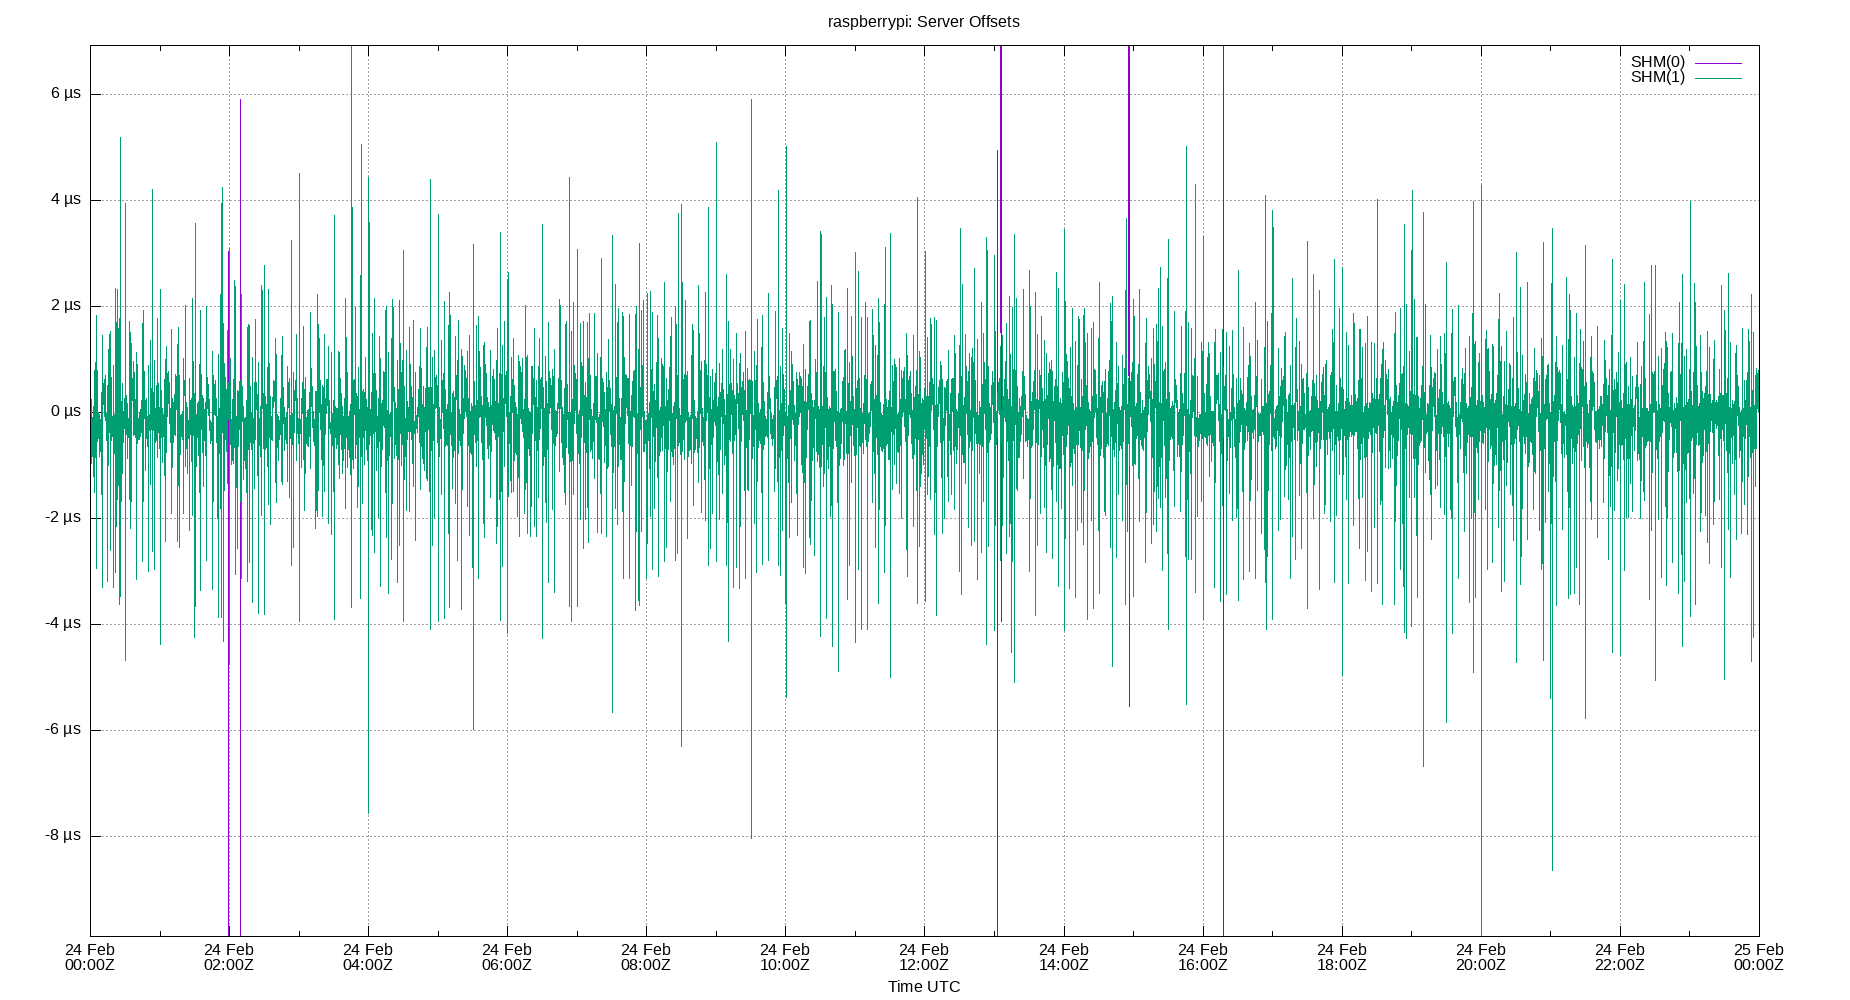 raspberrypi: Server Offsets
SHM(0)
SHM(1)
6 µs
4 µs
2 µs
0 µs
-2 µs
-4 µs
-6 µs
-8 µs
24 Feb 24 Feb 24 Feb 24 Feb 24 Feb 24 Feb 24 Feb 24 Feb 24 Feb 24 Feb 24 Feb 24 Feb 25 Feb
00:00Z 02:00Z 04:00Z 06:00Z 08:00Z 10:00Z 12:00Z 14:00Z 16:00Z 18:00Z 20:00Z 22:00Z 00:00Z
Time UTC